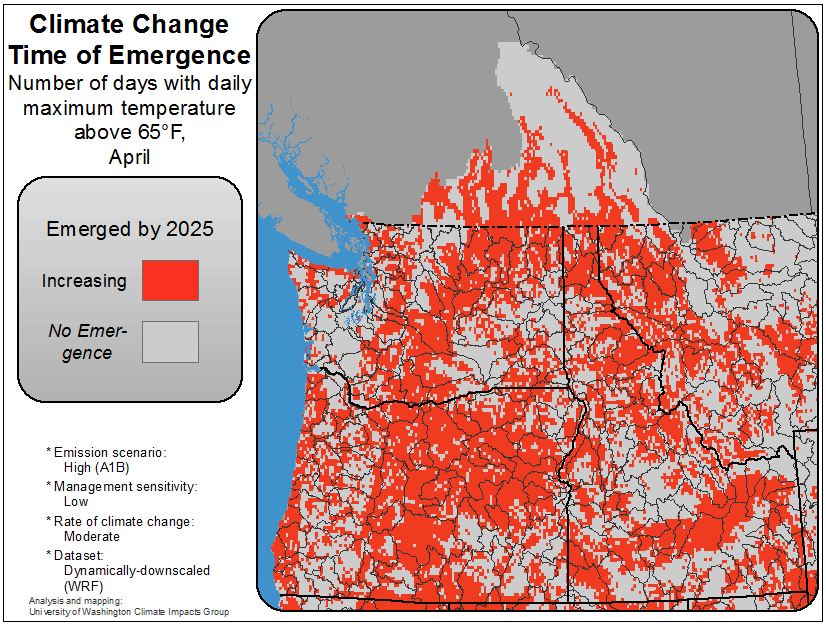 Climate Change
Time of Emergence
Number of days with daily
maximum temperature
above 65°F,
April
Emerged by 2025
Increasing
No Emer-
gence
* Emission scenario:
High (A1B)
* Management sensitivity:
Low
* Rate of climate change:
Moderate
* Dataset:
Dynamically-downscaled
(WRF)
Analysis and mapping:
University of Washington Climate Impacts Group